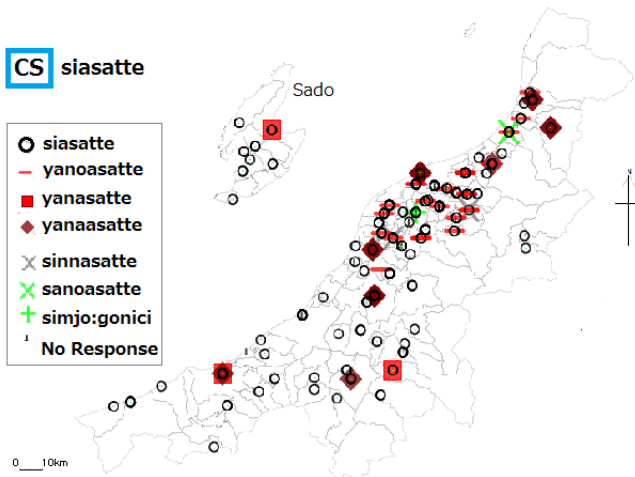 CS siasatte
Sado
siasatte
yanoasatte
yanasatte
yanaasatte
sinnasatte
sanoasatte
simjo:gonici
No Response
N
0 10km